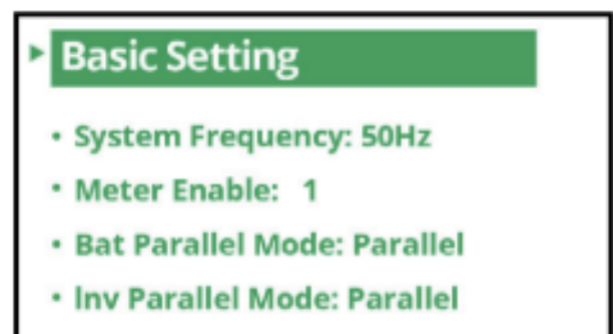 Basic Setting
System Frequency: 50Hz
Meter Enable: 1
Bat Parallel Mode: Parallel
Inv Parallel Mode: Parallel